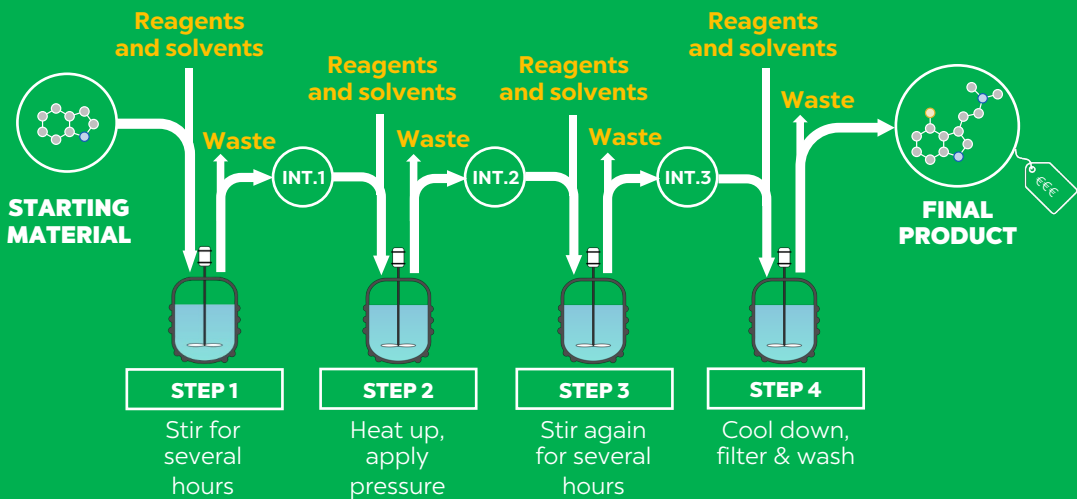 Reagents
and solvents
Reagents
and solvents
Reagents
and solvents
Reagents
and solvents
Waste
Waste
Waste
Waste
STARTING
MATERIAL
INT.1
INT.2
INT.3
FINAL
PRODUCT
€€€
STEP 1
Stir for
several
hours
STEP 2
Heat up,
apply
pressure
STEP 3
Stir again
for several
hours
STEP 4
Cool down,
filter & wash